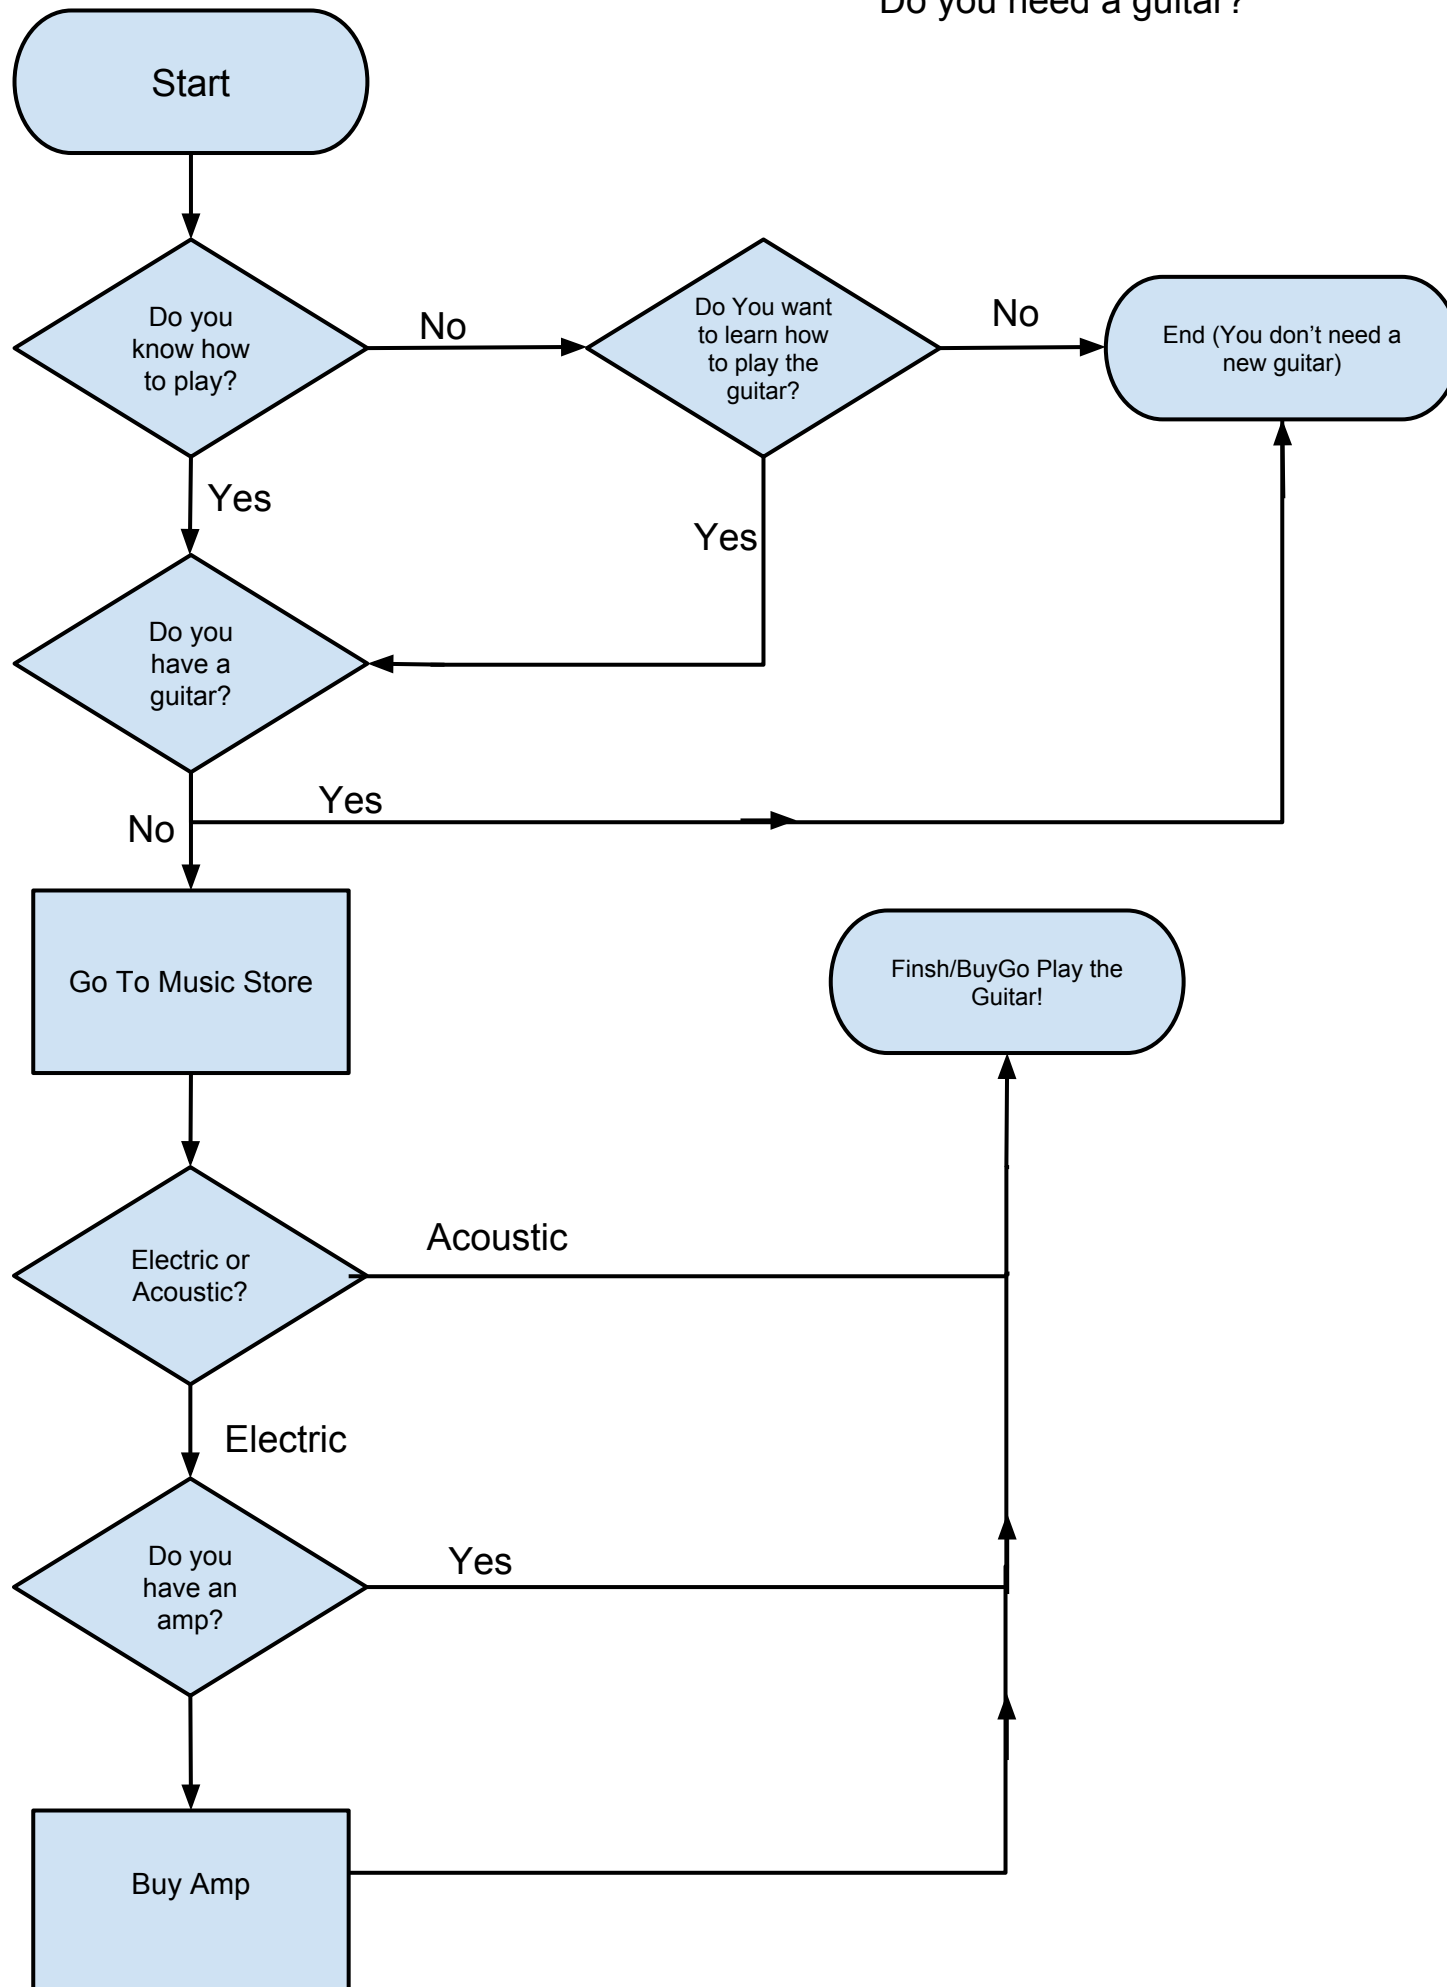 Do you need a guitar?
Start
Do you
know how
to play?
No
Do You want
to learn how
to play the
guitar?
No
End (You don't need a
new guitar)
Yes
Yes
Do you
have a
guitar?
Yes
No
Go To Music Store
Finsh/BuyGo Play the
Guitar!
Electric or
Acoustic?
Acoustic
Electric
Do you
have an
amp?
Yes
Buy Amp